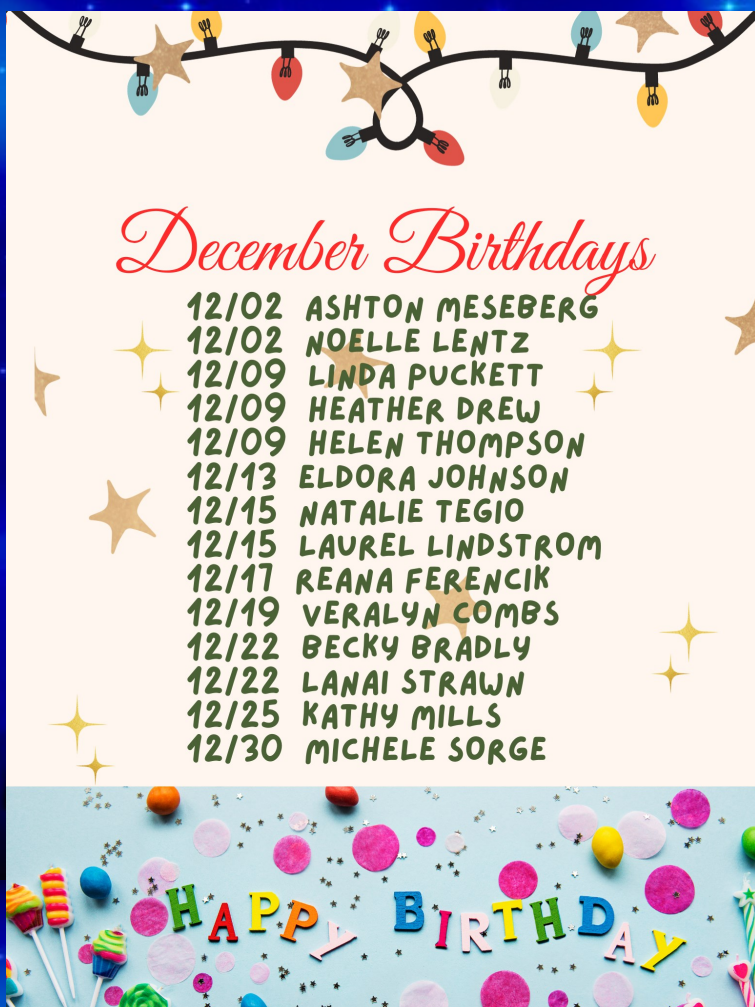 December Birthdays
12/02 ASHTON MESEBERG
12/02 NOELLE LENTZ
12/09 LINDA PUCKETT
12/09 HEATHER DREW
12/09 HELEN THOMPSON
12/13 ELDORA JOHNSON
12/15 NATALIE TEGIO
12/15 LAUREL LINDSTROM
12/17 REANA FERENCIK
12/19 VERALYN COMBS
12/22 BECKY BRADLY
12/22 LANAI STRAWN
12/25 KATHY MILLS
12/30 MICHELE SORGE
HAPPY BIRTHDAY